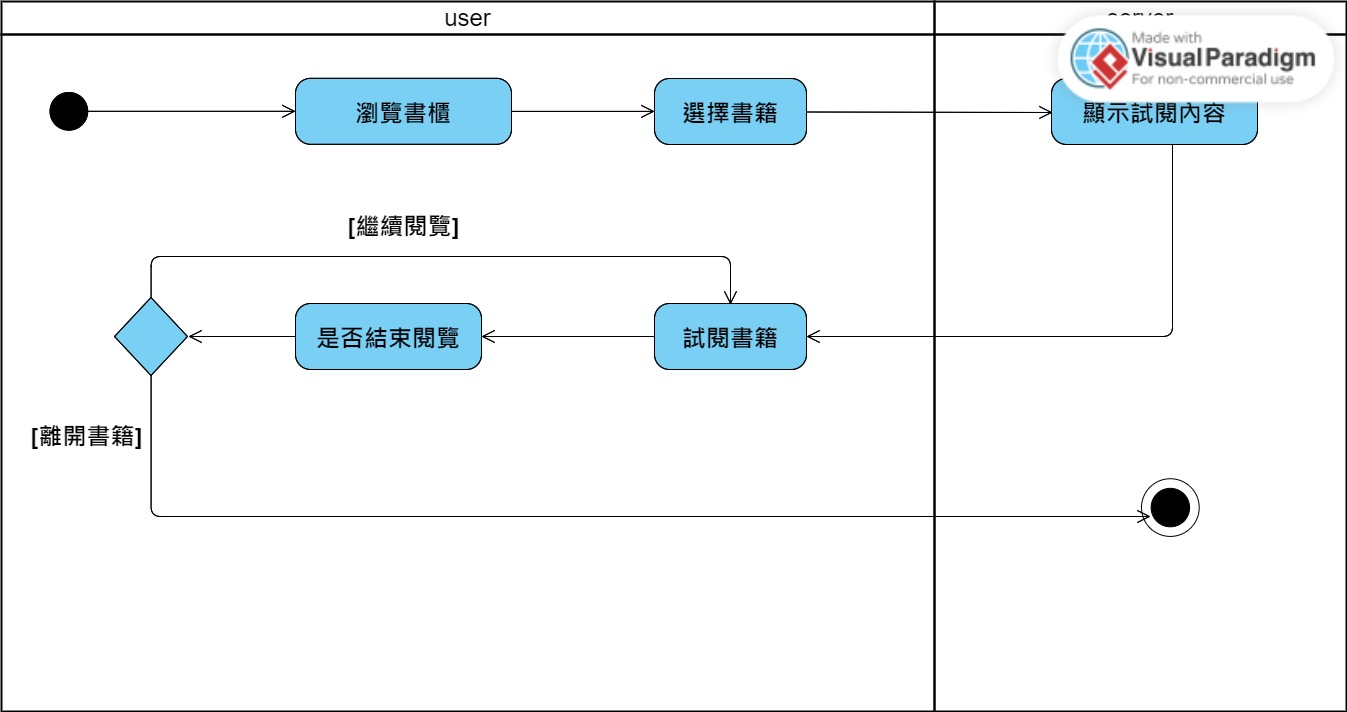 user
Made with
Visual Paradigm
For non-commercial use
瀏覽書櫃
選擇書籍
顯示試閱內容
[繼續閱覽]
是否結束閱覽
試閱書籍
[離開書籍]